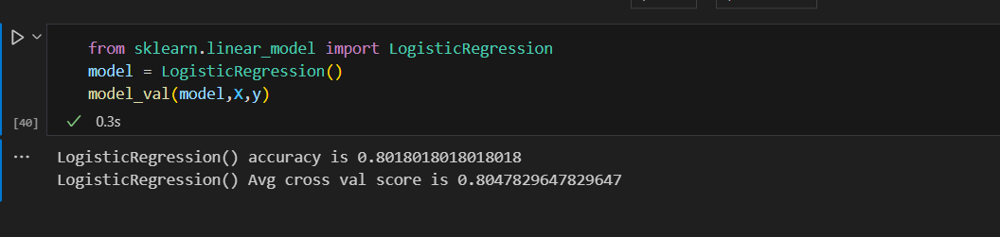 from sklearn.linear_model import LogisticRegression
model = LogisticRegression()
model_val(model,X,y)
[40] 0.3s
... LogisticRegression() accuracy is 0.8018018018018018
LogisticRegression() Avg cross val score is 0.8047829647829647